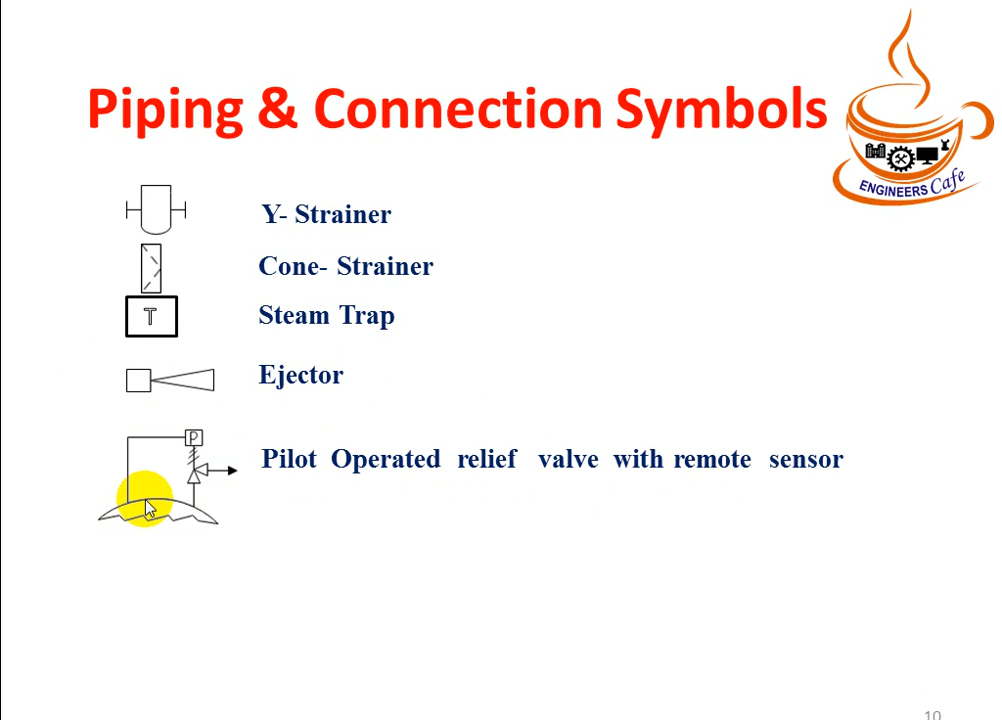 Piping & Connection Symbols
ENGINEERS Cafe
Y- Strainer
Cone- Strainer
T
Steam Trap
Ejector
P
Pilot Operated relief valve with remote sensor
10